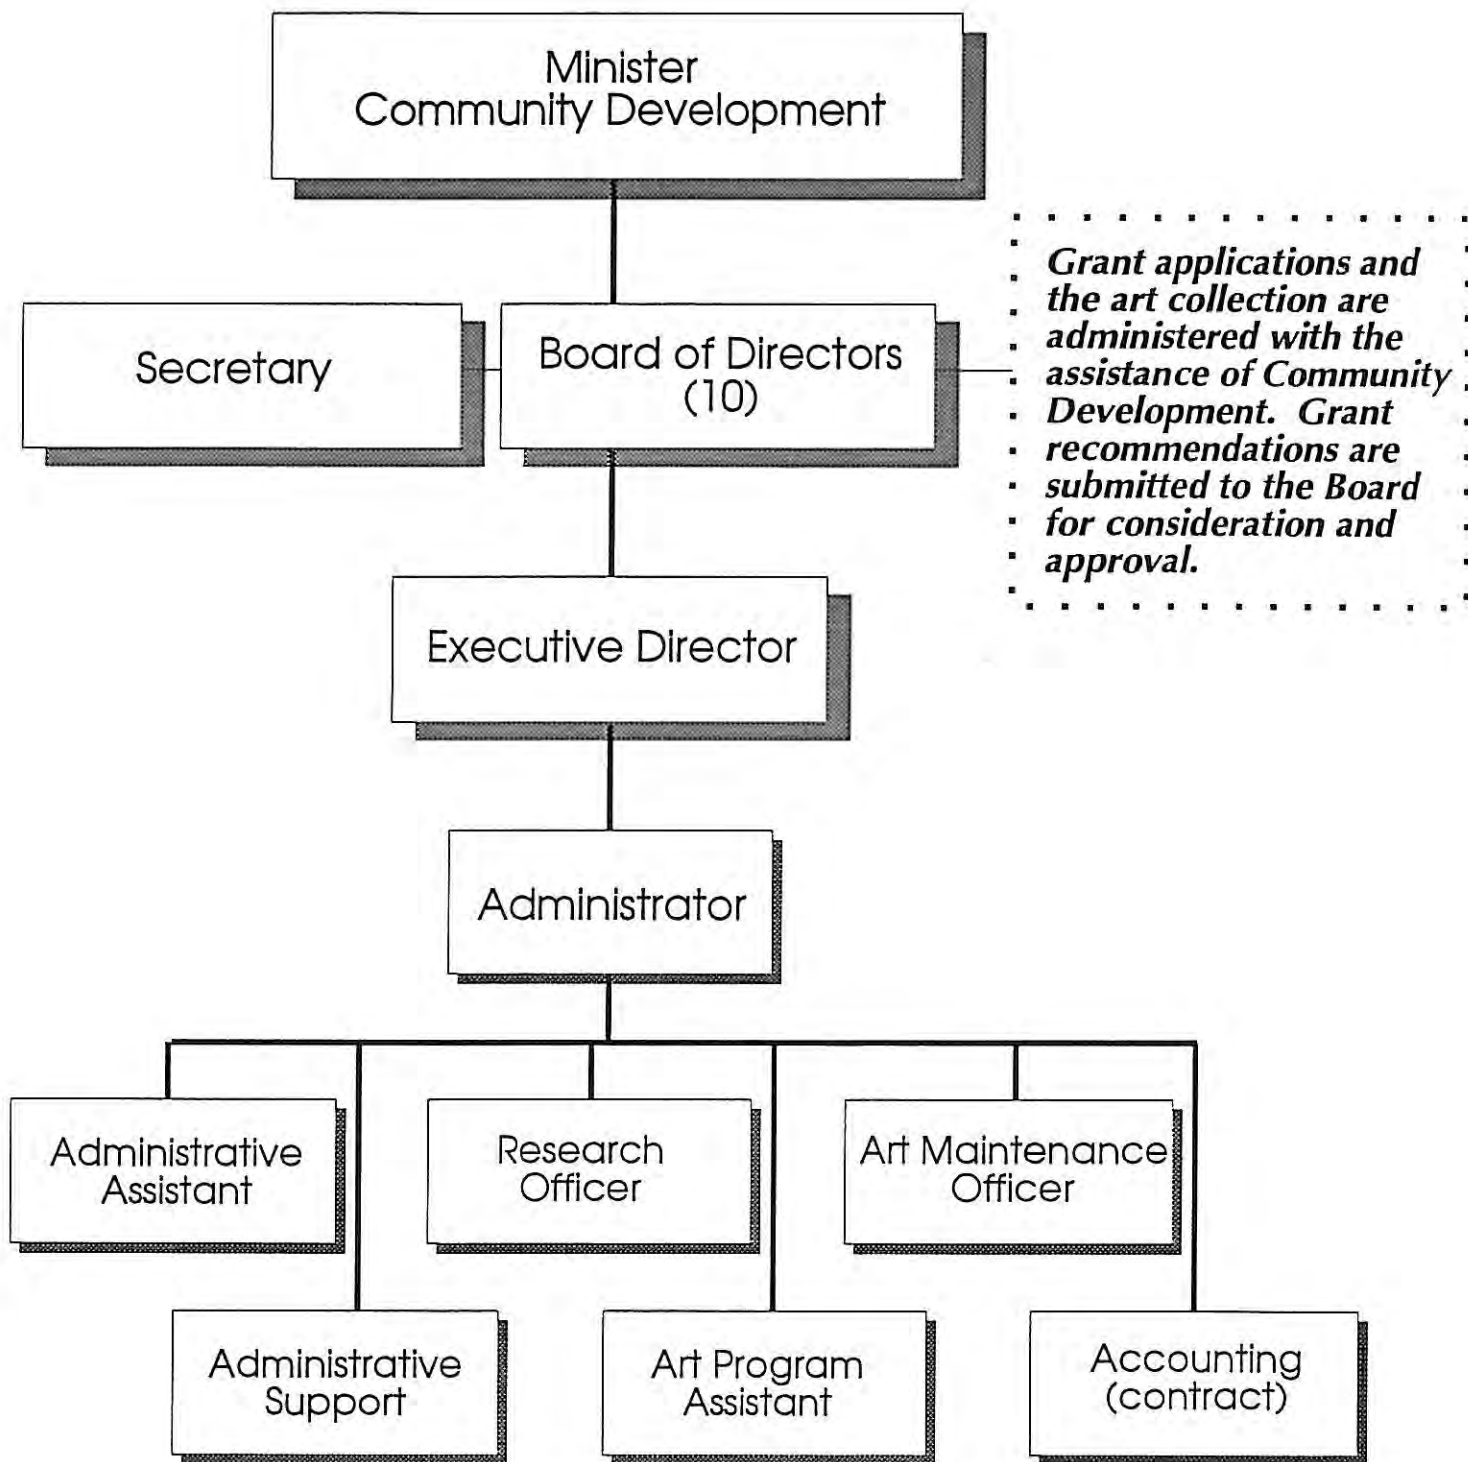 Minister
Community Development
Secretary
Board of Directors
(10)
Grant applications and
the art collection are
administered with the
assistance of Community
Development. Grant
recommendations are
submitted to the Board
for consideration and
approval.
Executive Director
Administrator
Administrative
Assistant
Research
Officer
Art Maintenance
Officer
Administrative
Support
Art Program
Assistant
Accounting
(contract)